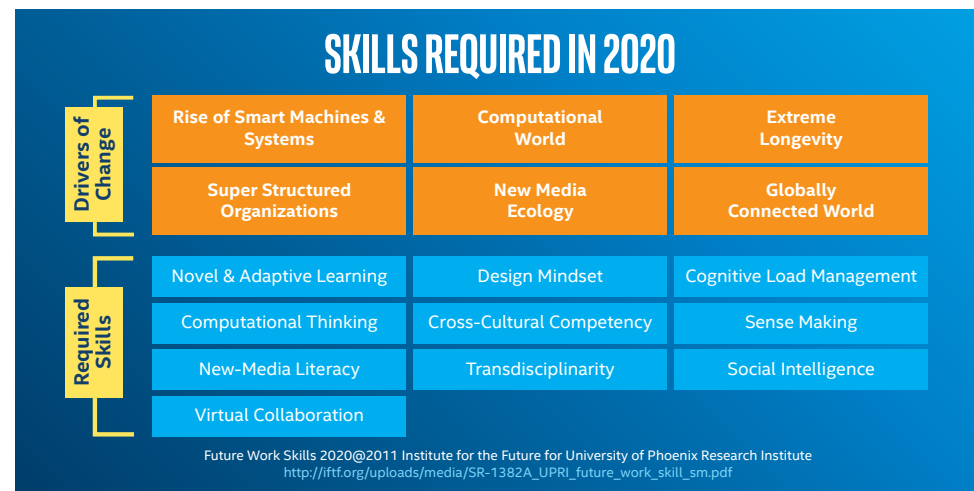 SKILLS REQUIRED IN 2020
Drivers of
Change
Rise of Smart Machines &
Systems
Computational
World
Extreme
Longevity
Super Structured
Organizations
New Media
Ecology
Globally
Connected World
Required
Skills
Novel & Adaptive Learning
Design Mindset
Cognitive Load Management
Computational Thinking
Cross-Cultural Competency
Sense Making
New-Media Literacy
Transdisciplinarity
Social Intelligence
Virtual Collaboration
Future Work Skills 2020@2011 Institute for the Future for University of Phoenix Research Institute
http://iftf.org/uploads/media/SR-1382A_UPRI_future_work_skill_sm.pdf